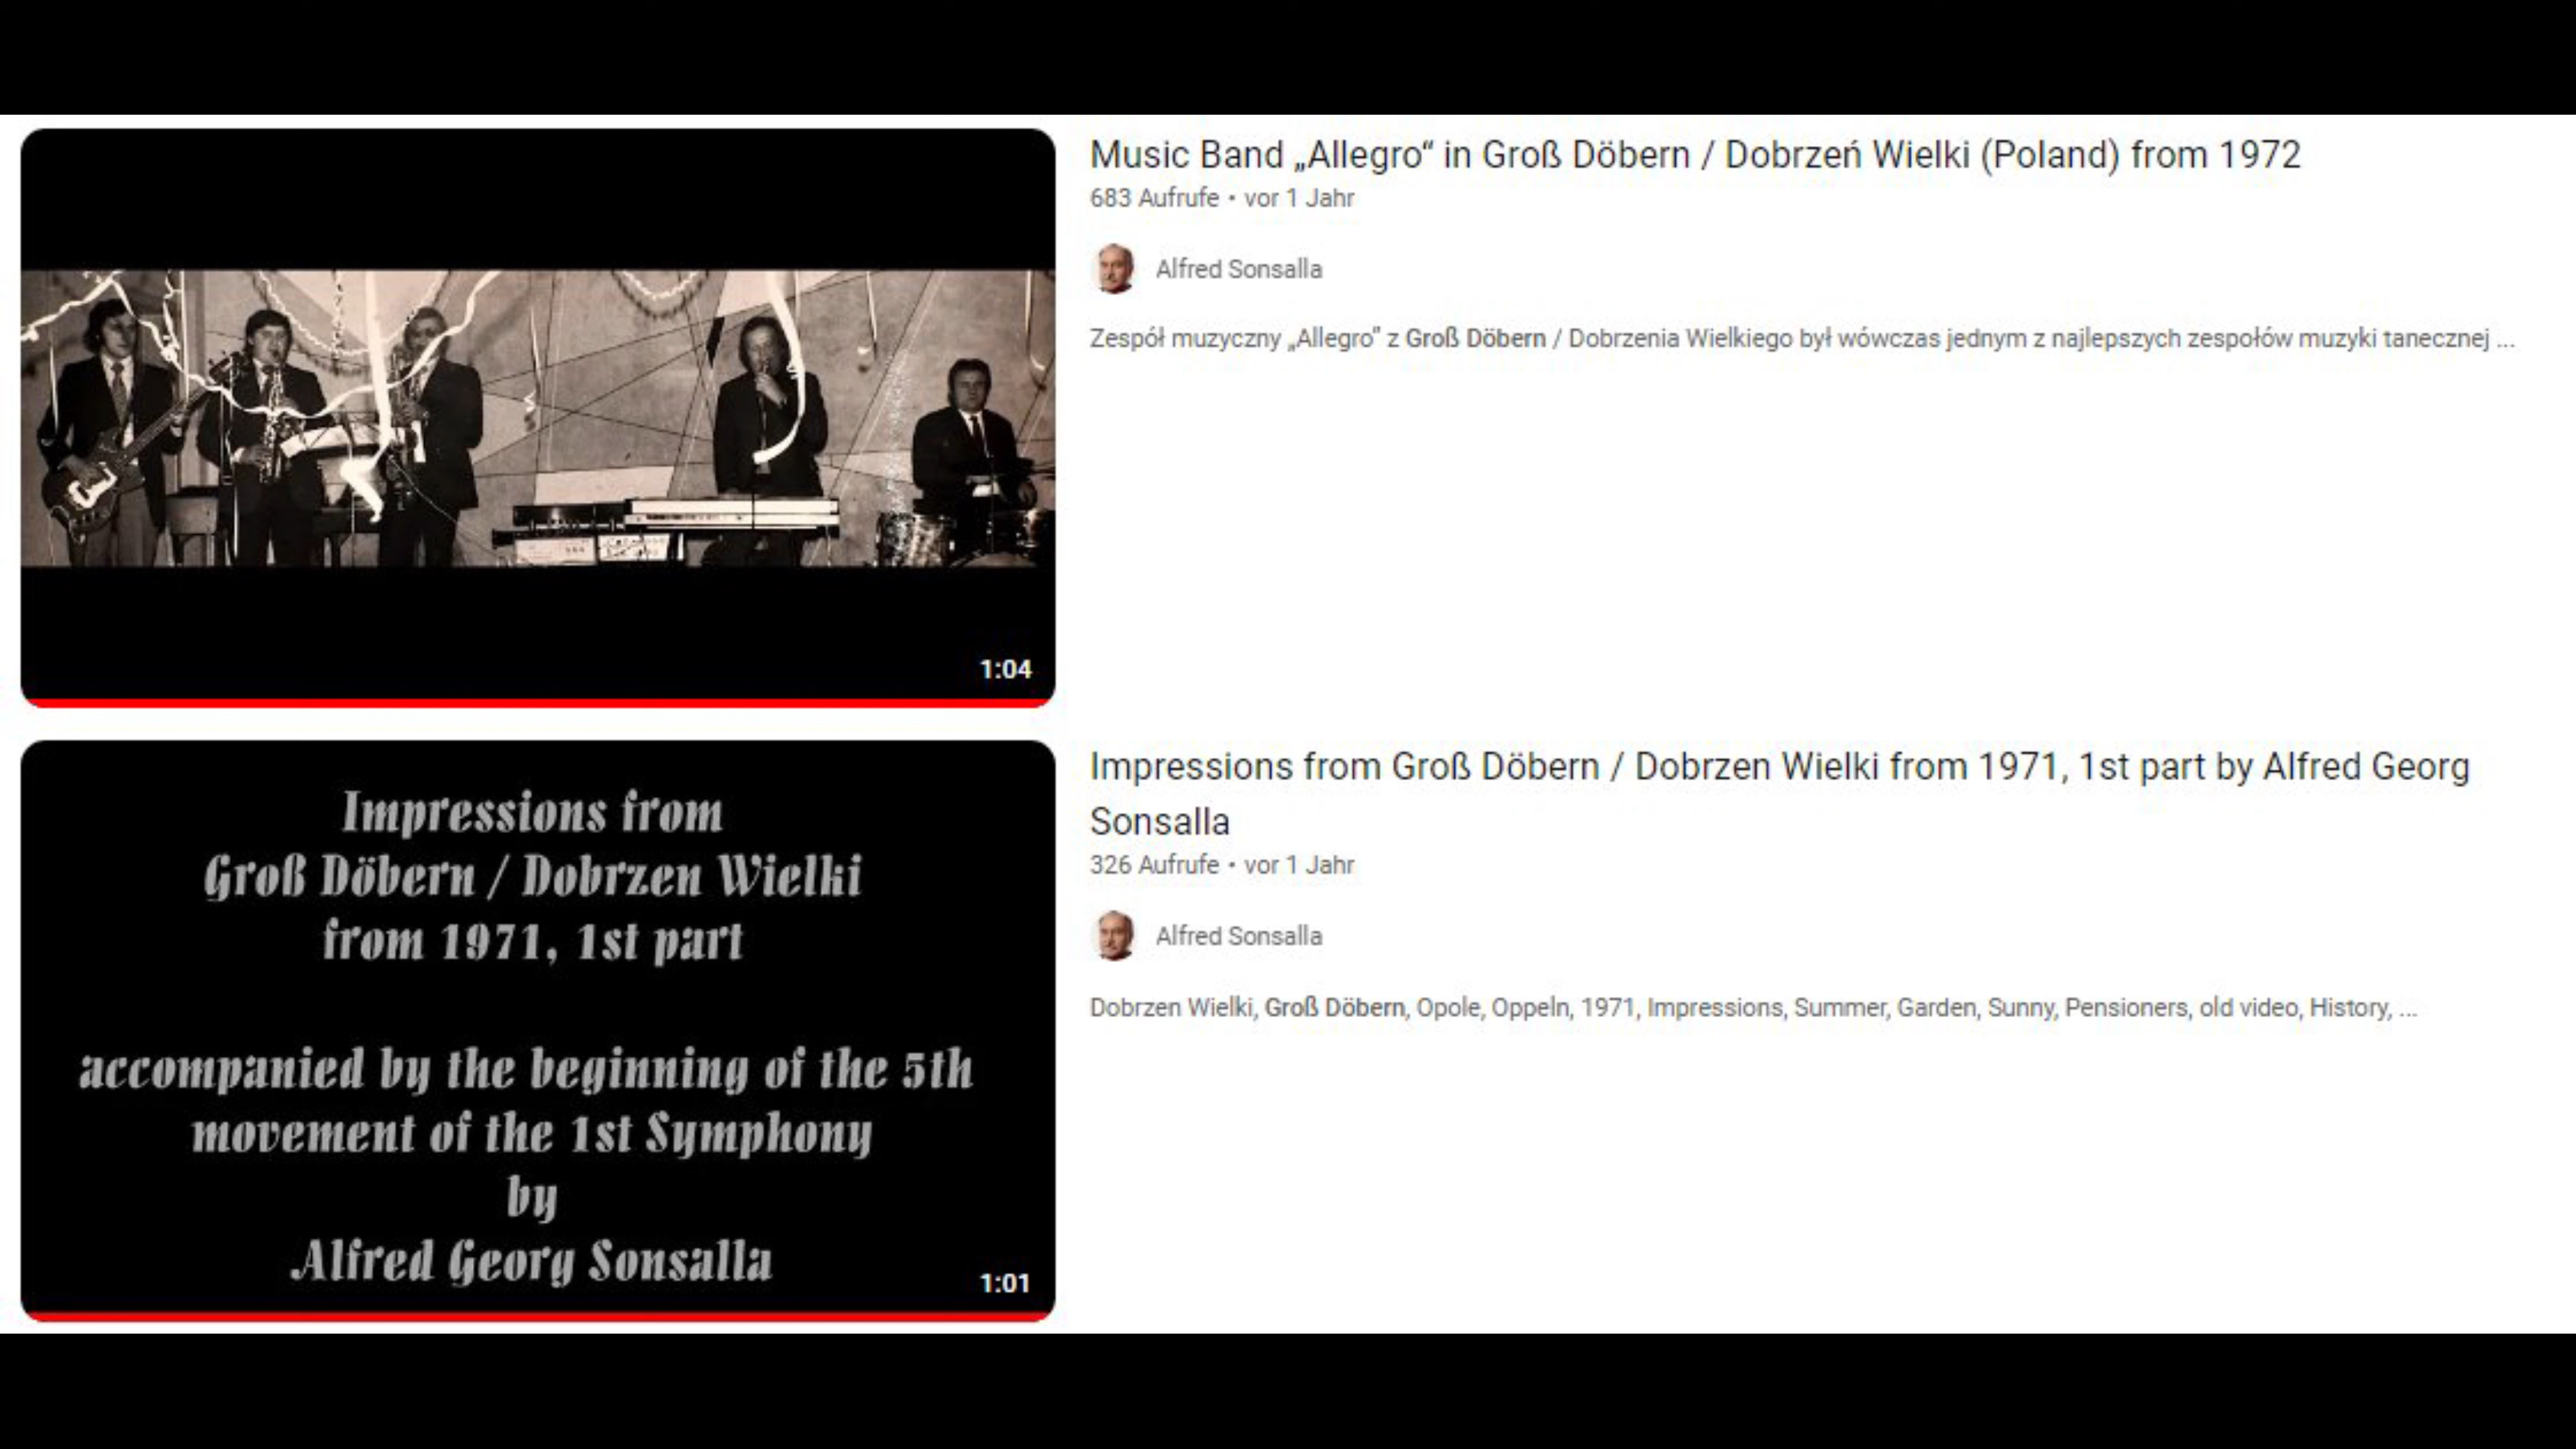 Music Band „Allegro“ in Groß Döbern / Dobrzeń Wielki (Poland) from 1972
683 Aufrufe • vor 1 Jahr
Alfred Sonsalla
Zespół muzyczny „Allegro” z Groß Döbern / Dobrzenia Wielkiego był wówczas jednym z najlepszych zespołów muzyki tanecznej ...
1:04
Impressions from
Groß Döbern / Dobrzen Wielki
from 1971, 1st part
accompanied by the beginning of the 5th
movement of the 1st Symphony
by
Alfred Georg Sonsalla
1:01
Impressions from Groß Döbern / Dobrzen Wielki from 1971, 1st part by Alfred Georg
Sonsalla
326 Aufrufe • vor 1 Jahr
Alfred Sonsalla
Dobrzen Wielki, Groß Döbern, Opole, Oppeln, 1971, Impressions, Summer, Garden, Sunny, Pensioners, old video, History, ...